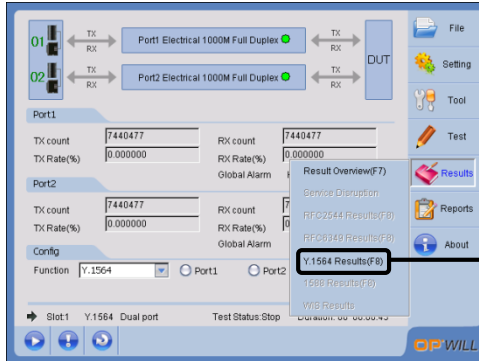 01
TX
RX
Port1 Electrical 1000M Full Duplex
TX
RX
DUT
02
TX
RX
Port2 Electrical 1000M Full Duplex
TX
RX
Port1
TX count 7440477 RX count 7440477
TX Rate(%) 0.000000 RX Rate(%) 0.000000
Global Alarm
Port2
TX count 7440477 RX count 7440477
TX Rate(%) 0.000000 RX Rate(%)
Global Alarm
Config
Function Y.1564 Port1 Port2
Slot1 Y.1564 Dual port Test Status:Stop
Result Overview(F7)
Service Disruption
RFC2544 Results(F8)
RFC6349 Results(F8)
Y.1564 Results(F8)
1588 Results(F8)
WIS Results
File
Setting
Tool
Test
Results
Reports
About
OPWILL